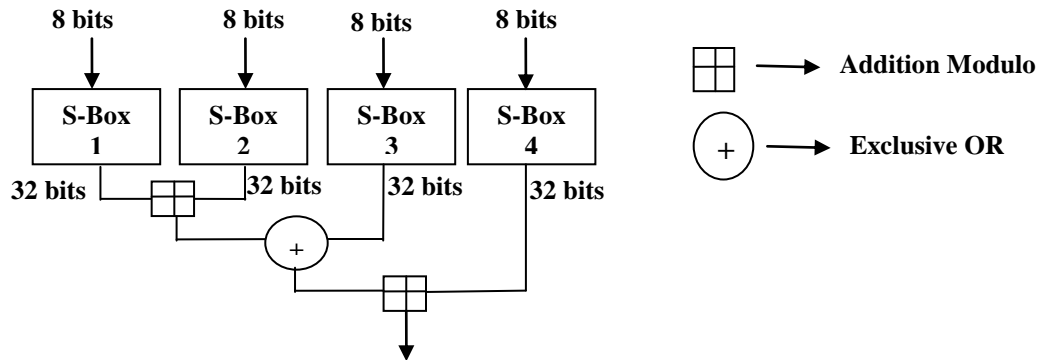 8 bits 8 bits 8 bits 8 bits
S-Box 1
S-Box 2
S-Box 3
S-Box 4
32 bits 32 bits 32 bits 32 bits
+
Addition Modulo
+
Exclusive OR